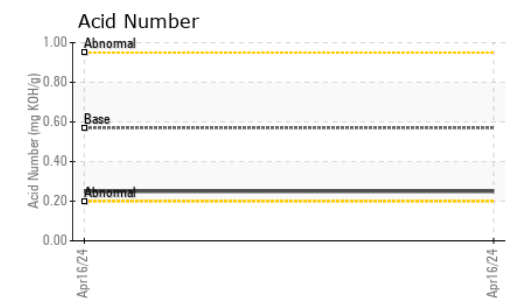 Acid Number
Acid Number (mg KOH/g)
1.00
Abnormal
0.80
0.60
Base
0.40
0.20
Abnormal
0.00
Apr16/24
Apr16/24